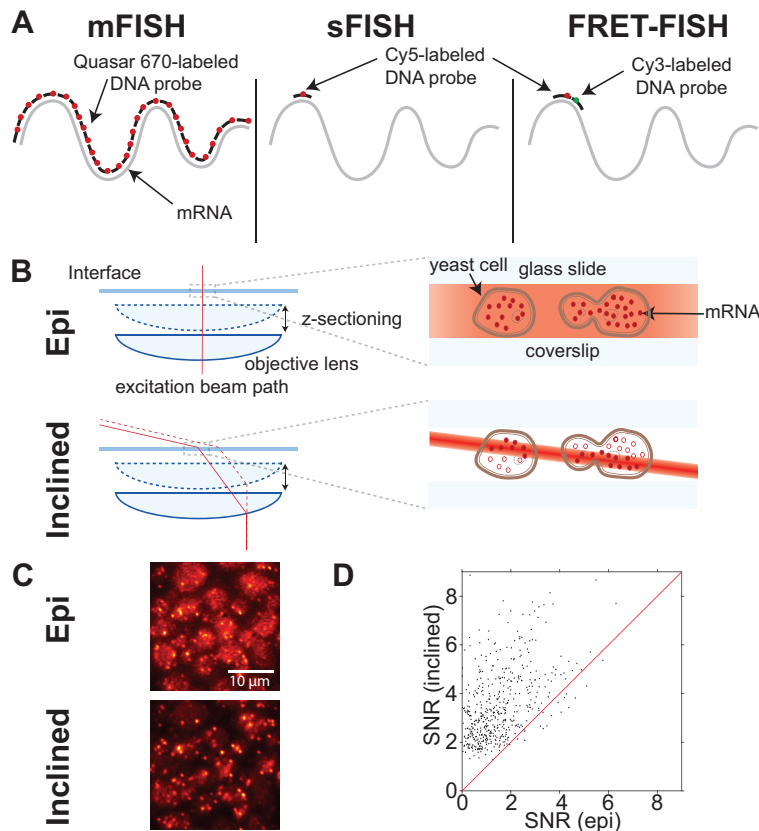 A
mFISH
sFISH
FRET-FISH
Quasar 670-labeled
DNA probe
mRNA
Cy5-labeled
DNA probe
Cy3-labeled
DNA probe
B
Epi
Interface
z-sectioning
objective lens
excitation beam path
yeast cell
glass slide
mRNA
coverslip
Inclined
C
Epi
10 µm
Inclined
D
SNR (inclined)
8
6
4
2
0
0
2
4
6
8
SNR (epi)